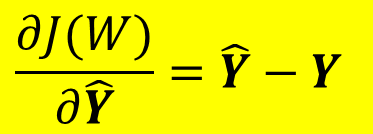 ∂J(W)/∂Ŷ = Ŷ − Y